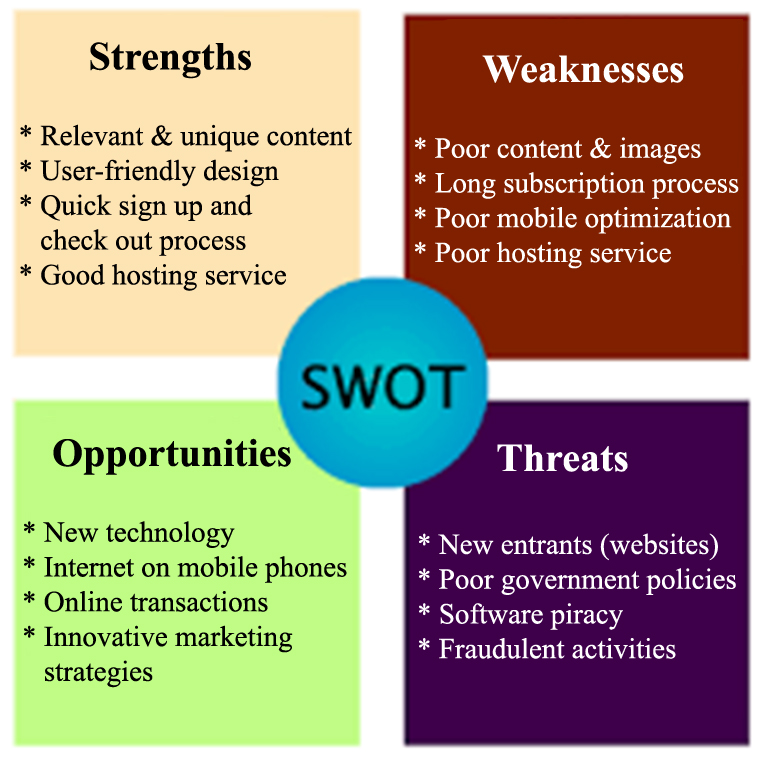 Strengths
* Relevant & unique content
* User-friendly design
* Quick sign up and
check out process
* Good hosting service
Weaknesses
* Poor content & images
* Long subscription process
* Poor mobile optimization
* Poor hosting service
SWOT
Opportunities
* New technology
* Internet on mobile phones
* Online transactions
* Innovative marketing
strategies
Threats
* New entrants (websites)
* Poor government policies
* Software piracy
* Fraudulent activities